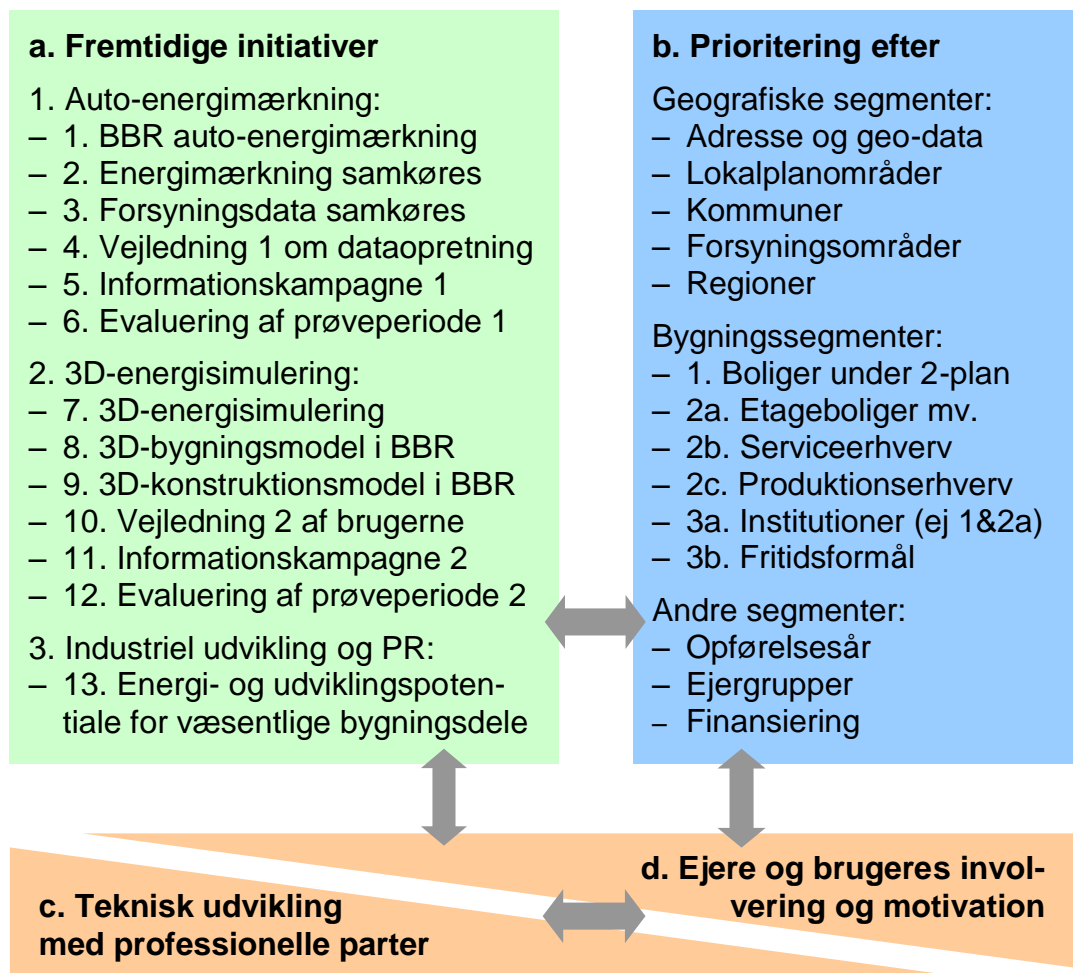 a. Fremtidige initiativer
1. Auto-energimærkning:
– 1. BBR auto-energimærkning
– 2. Energimærkning samkøres
– 3. Forsyningsdata samkøres
– 4. Vejledning 1 om dataopretning
– 5. Informationskampagne 1
– 6. Evaluering af prøveperiode 1
2. 3D-energisimulering:
– 7. 3D-energisimulering
– 8. 3D-bygningsmodel i BBR
– 9. 3D-konstruktionsmodel i BBR
– 10. Vejledning 2 af brugerne
– 11. Informationskampagne 2
– 12. Evaluering af prøveperiode 2
3. Industriel udvikling og PR:
– 13. Energi- og udviklingspoten-
tiale for væsentlige bygningsdele
b. Prioritering efter
Geografiske segmenter:
– Adresse og geo-data
– Lokalplanområder
– Kommuner
– Forsyningsområder
– Regioner
Bygningssegmenter:
– 1. Boliger under 2-plan
– 2a. Etageboliger mv.
– 2b. Serviceerhverv
– 2c. Produktionserhverv
– 3a. Institutioner (ej 1&2a)
– 3b. Fritidsformål
Andre segmenter:
– Opførelsesår
– Ejergrupper
– Finansiering
c. Teknisk udvikling
med professionelle parter
d. Ejere og brugeres invol-
vering og motivation